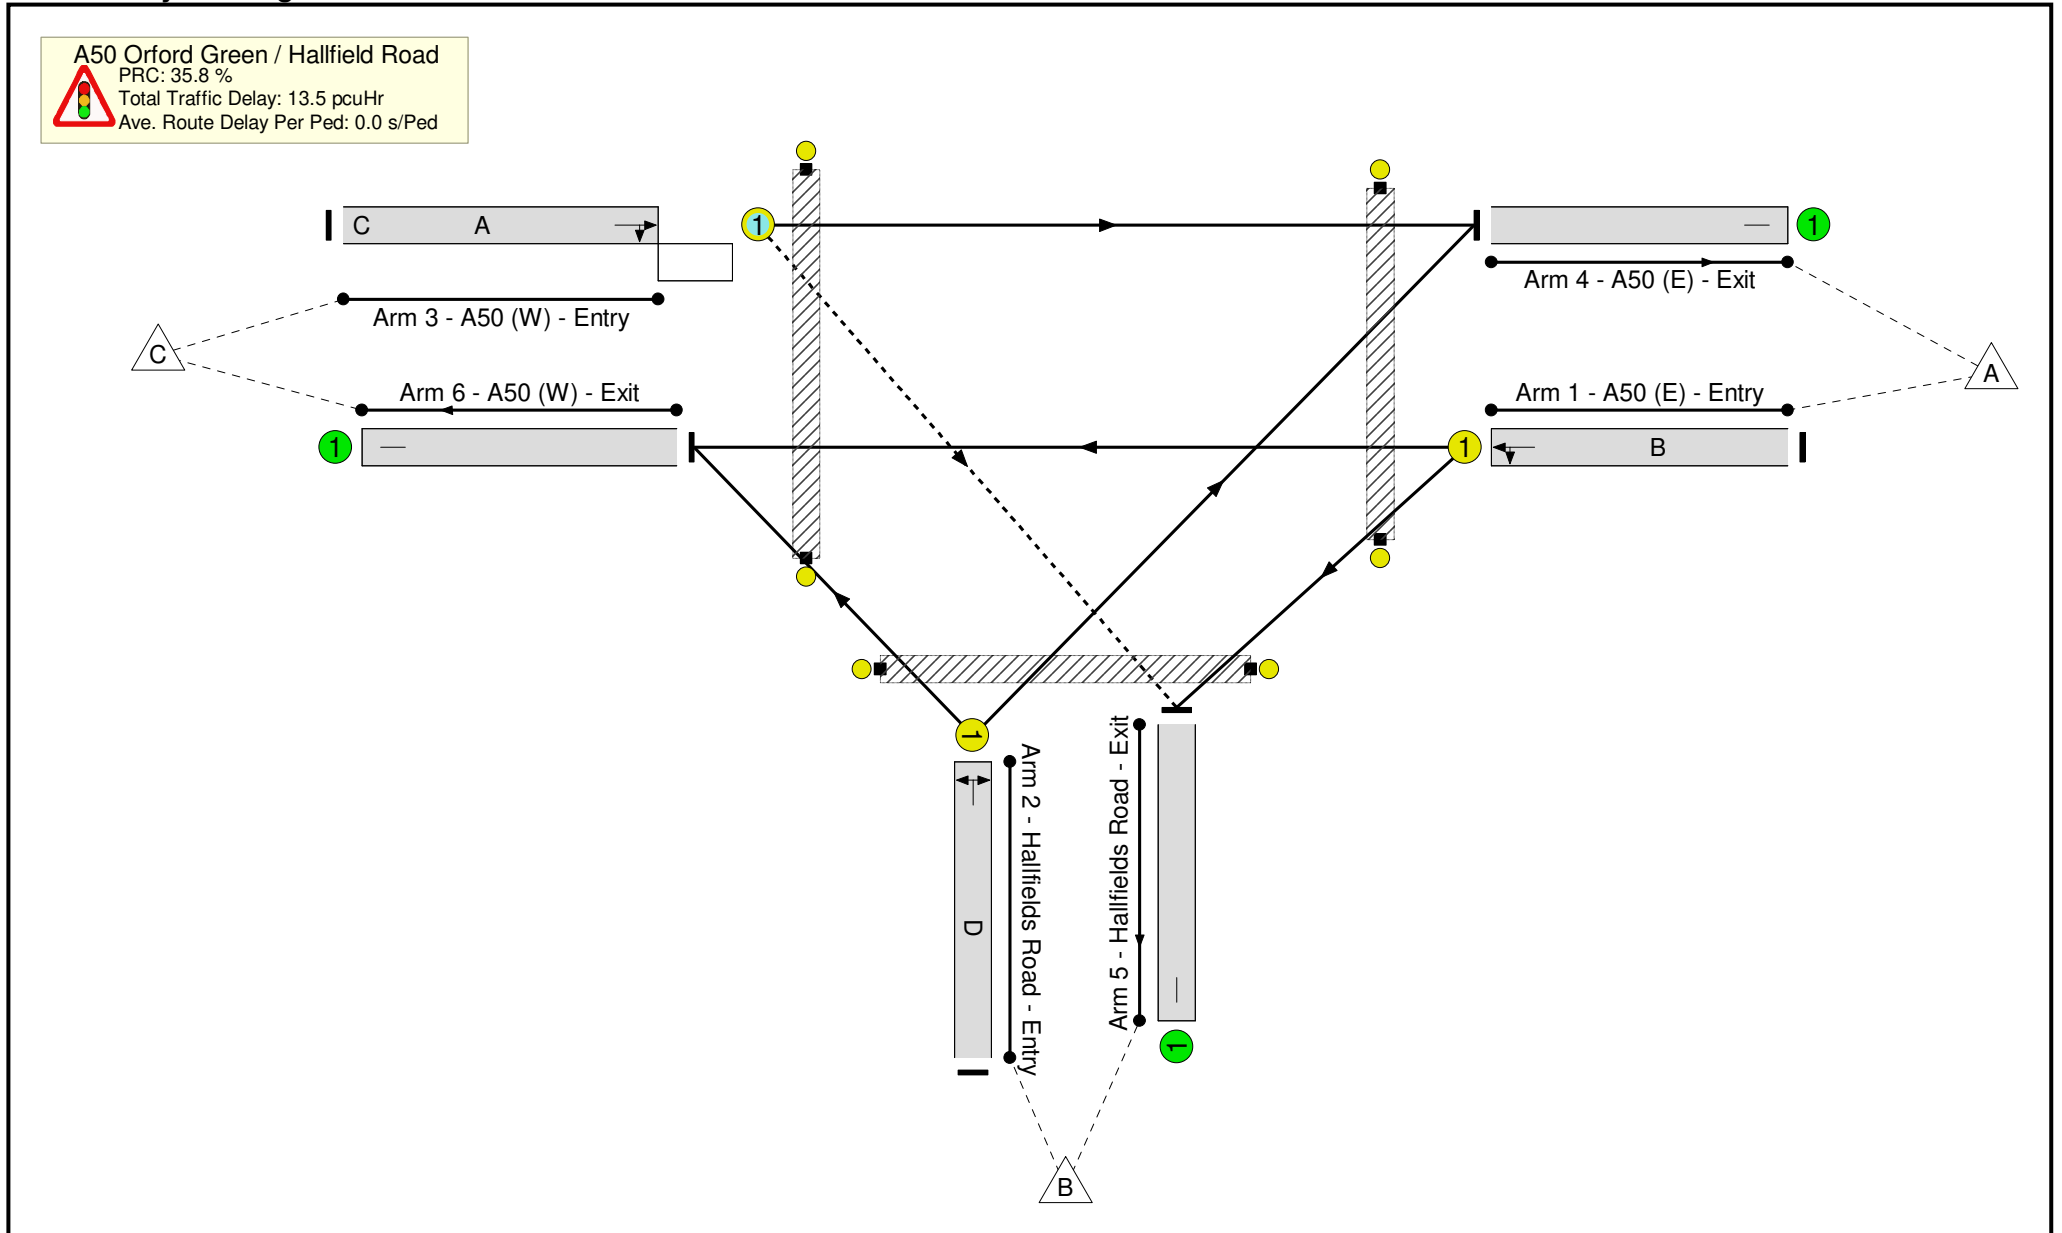 A50 Orford Green / Hallfield Road
PRC: 35.8 %
Total Traffic Delay: 13.5 pcuHr
Ave. Route Delay Per Ped: 0.0 s/Ped
C A
1
1
Arm 3 - A50 (W) - Entry
Arm 4 - A50 (E) - Exit
C
A
Arm 6 - A50 (W) - Exit
Arm 1 - A50 (E) - Entry
1
1
B
1
Arm 2 - Hallfields Road - Entry
Arm 5 - Hallfields Road - Exit
D
1
B